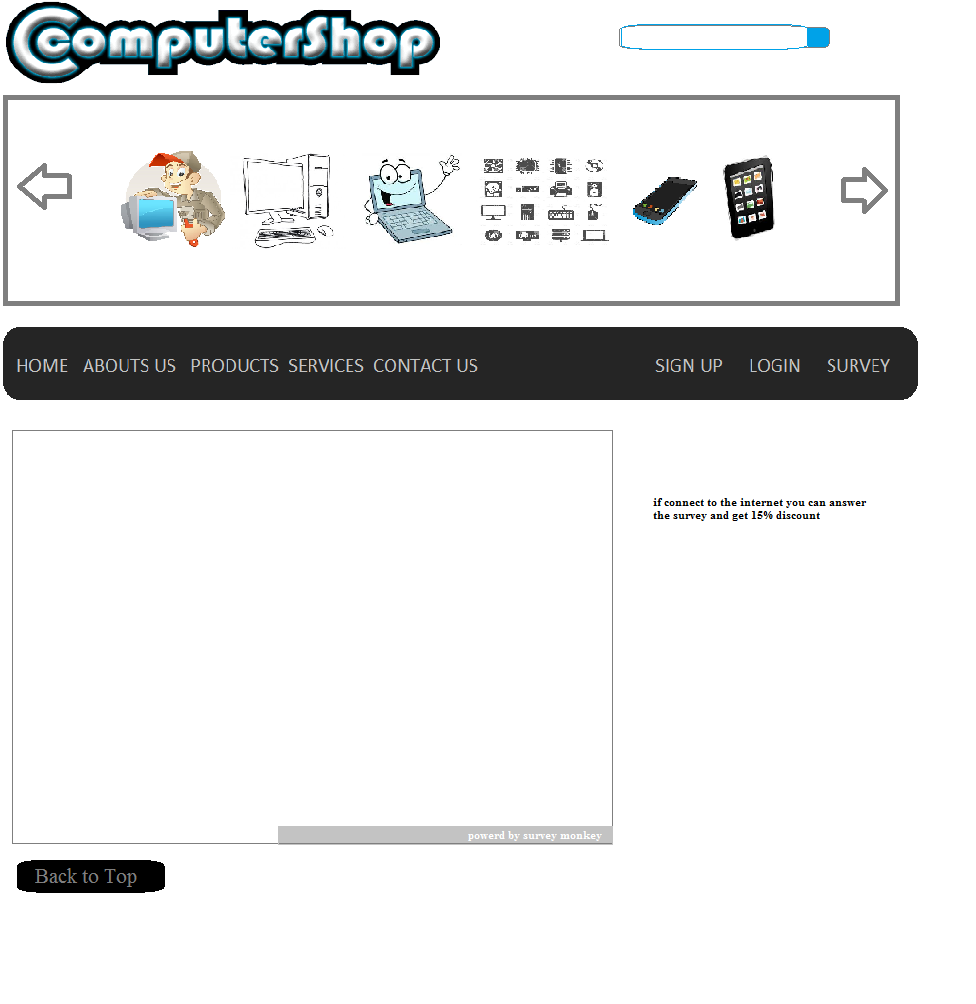 ComputerShop
HOME ABOUTS US PRODUCTS SERVICES CONTACT US SIGN UP LOGIN SURVEY
if connect to the internet you can answer
the survey and get 15% discount
powerd by survey monkey
Back to Top